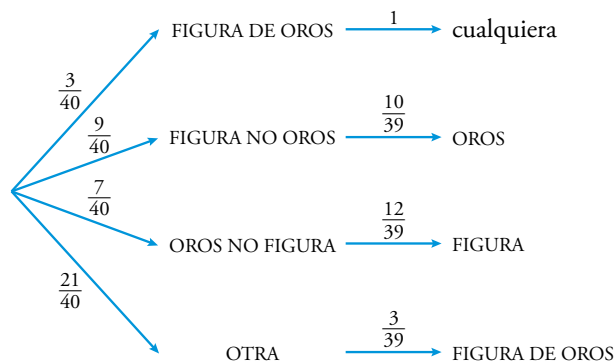 FIGURA DE OROS 1 cualquiera
3/40
9/40 FIGURA NO OROS 10/39 OROS
7/40 OROS NO FIGURA 12/39 FIGURA
21/40
OTRA 3/39 FIGURA DE OROS